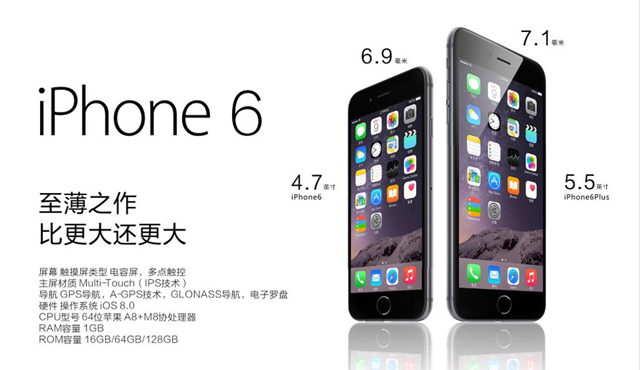 iPhone 6
至薄之作
比更大还更大
屏幕 触摸屏类型 电容屏，多点触控
主屏材质 Multi-Touch（IPS技术）
导航 GPS导航，A-GPS技术，GLONASS导航，电子罗盘
硬件 操作系统 iOS 8.0
CPU型号 64位苹果 A8+M8协处理器
RAM容量 1GB
ROM容量 16GB/64GB/128GB
6.9毫米
7.1毫米
4.7英寸
iPhone6
5.5英寸
iPhone6Plus